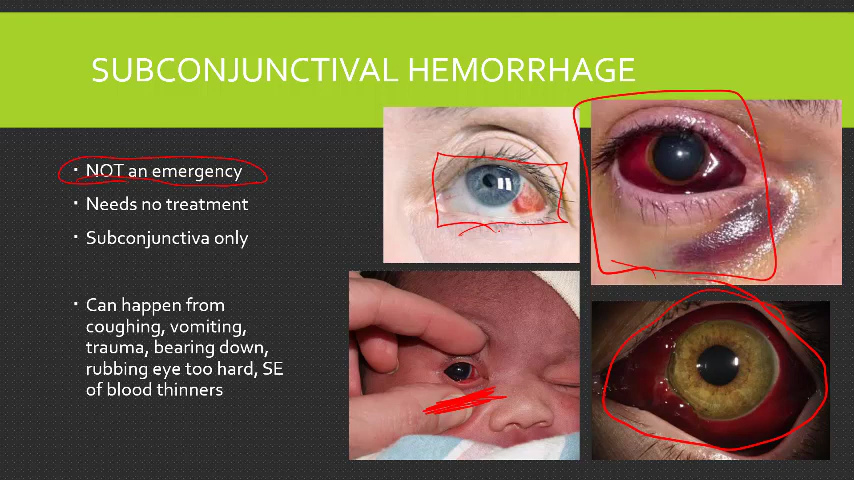 SUBCONJUNCTIVAL HEMORRHAGE
NOT an emergency
Needs no treatment
Subconjunctiva only
Can happen from
coughing, vomiting,
trauma, bearing down,
rubbing eye too hard, SE
of blood thinners